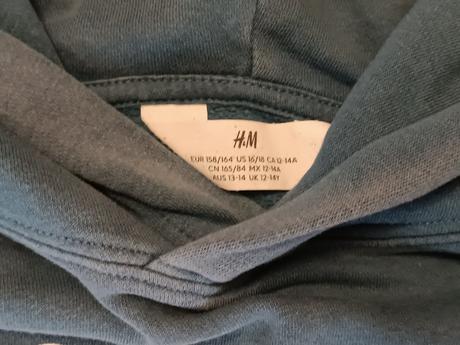 H&M
EUR 158/164 US 16/18 CA 12-14A
CN 165/84 MX 12-14A
AUS 13-14 UK 12-14Y